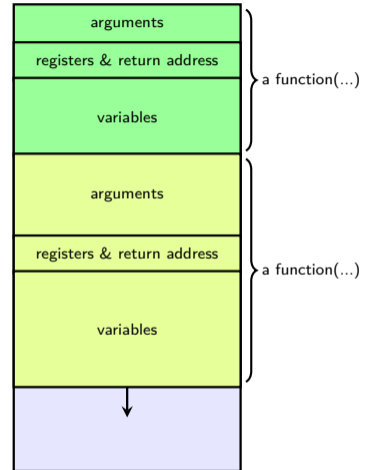 arguments
registers & return address
a function(...)
variables
arguments
registers & return address
a function(...)
variables